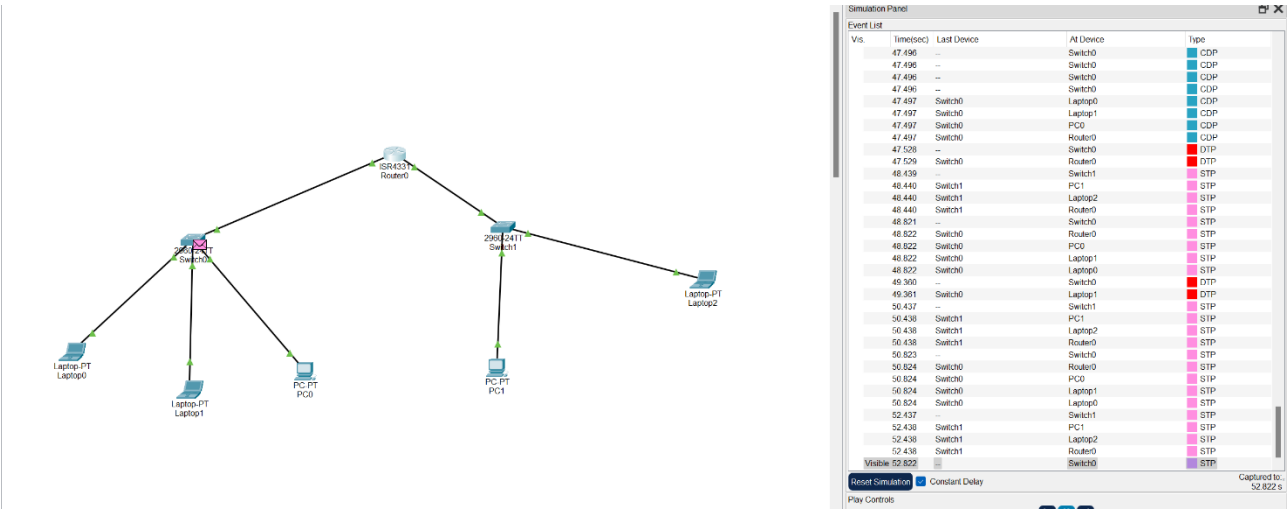 Simulation Panel
Event List
Vis. Time(sec) Last Device At Device Type
47.496 -- Switch0 CDP
47.496 -- Switch0 CDP
47.496 -- Switch0 CDP
47.496 -- Switch0 CDP
47.497 Switch0 Laptop0 CDP
47.497 Switch0 Laptop1 CDP
47.497 Switch0 PC0 CDP
47.497 Switch0 Router0 CDP
47.528 -- Switch0 DTP
47.529 Switch0 Router0 DTP
48.439 -- Switch1 STP
48.440 Switch1 PC1 STP
48.440 Switch1 Laptop2 STP
48.440 Switch1 Router0 STP
48.821 -- Switch0 STP
48.822 Switch0 Router0 STP
48.822 Switch0 PC0 STP
48.822 Switch0 Laptop1 STP
48.822 Switch0 Laptop0 STP
49.360 -- Switch0 DTP
49.361 Switch0 Laptop1 DTP
50.437 -- Switch1 STP
50.438 Switch1 PC1 STP
50.438 Switch1 Laptop2 STP
50.438 Switch1 Router0 STP
50.823 -- Switch0 STP
50.824 Switch0 Router0 STP
50.824 Switch0 PC0 STP
50.824 Switch0 Laptop1 STP
50.824 Switch0 Laptop0 STP
52.437 -- Switch1 STP
52.438 Switch1 PC1 STP
52.438 Switch1 Laptop2 STP
52.438 Switch1 Router0 STP
Visible 52.822 -- Switch0 STP
Reset Simulation Constant Delay Captured to:
52.822 s
Play Controls
ISR4331
Router0
2960-24TT
Switch0
2960-24TT
Switch1
Laptop-PT
Laptop2
Laptop-PT
Laptop0
Laptop-PT
Laptop1
PC-PT
PC0
PC-PT
PC1